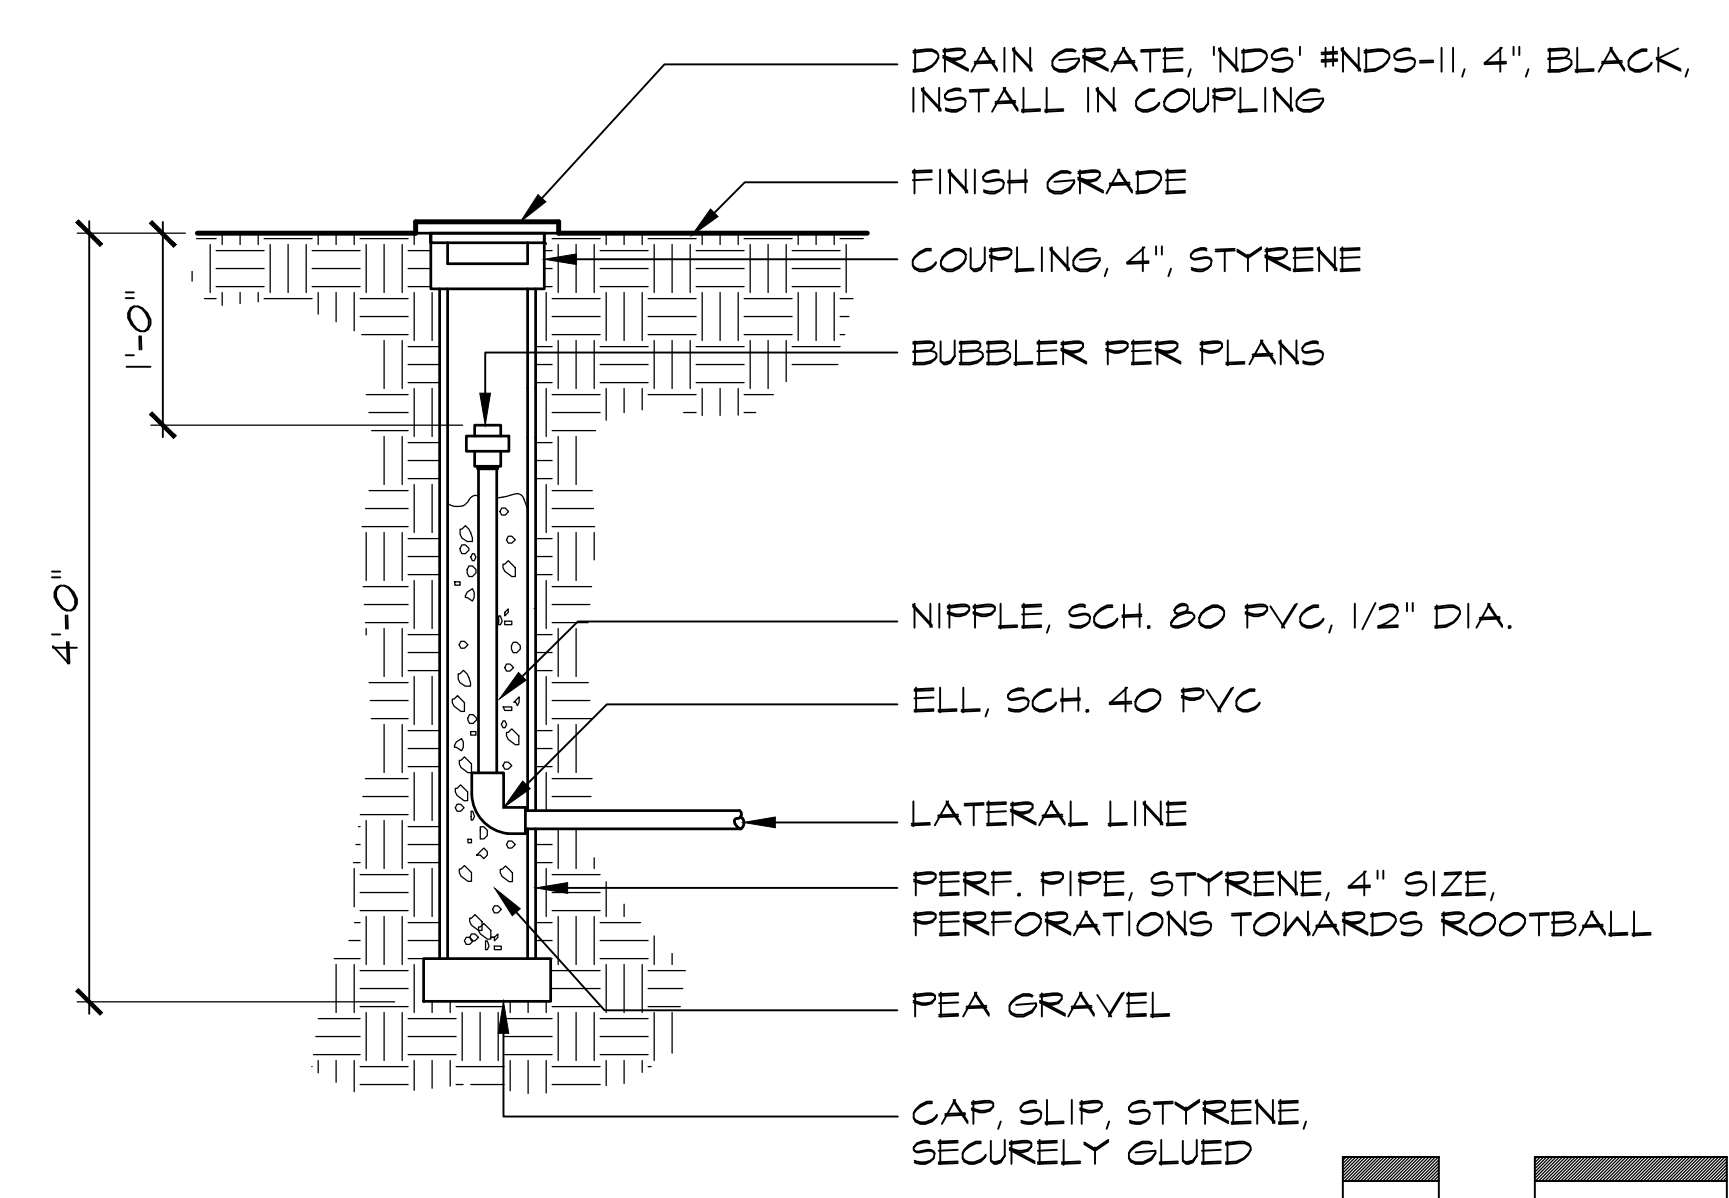 DRAIN GRATE, 'NDS' #NDS-11, 4", BLACK,
INSTALL IN COUPLING
FINISH GRADE
COUPLING, 4", STYRENE
1'-0"
BUBBLER PER PLANS
4'-0"
NIPPLE, SCH. 80 PVC, 1/2" DIA.
ELL, SCH. 40 PVC
LATERAL LINE
PERF. PIPE, STYRENE, 4" SIZE,
PERFORATIONS TOWARDS ROOTBALL
PEA GRAVEL
CAP, SLIP, STYRENE,
SECURELY GLUED